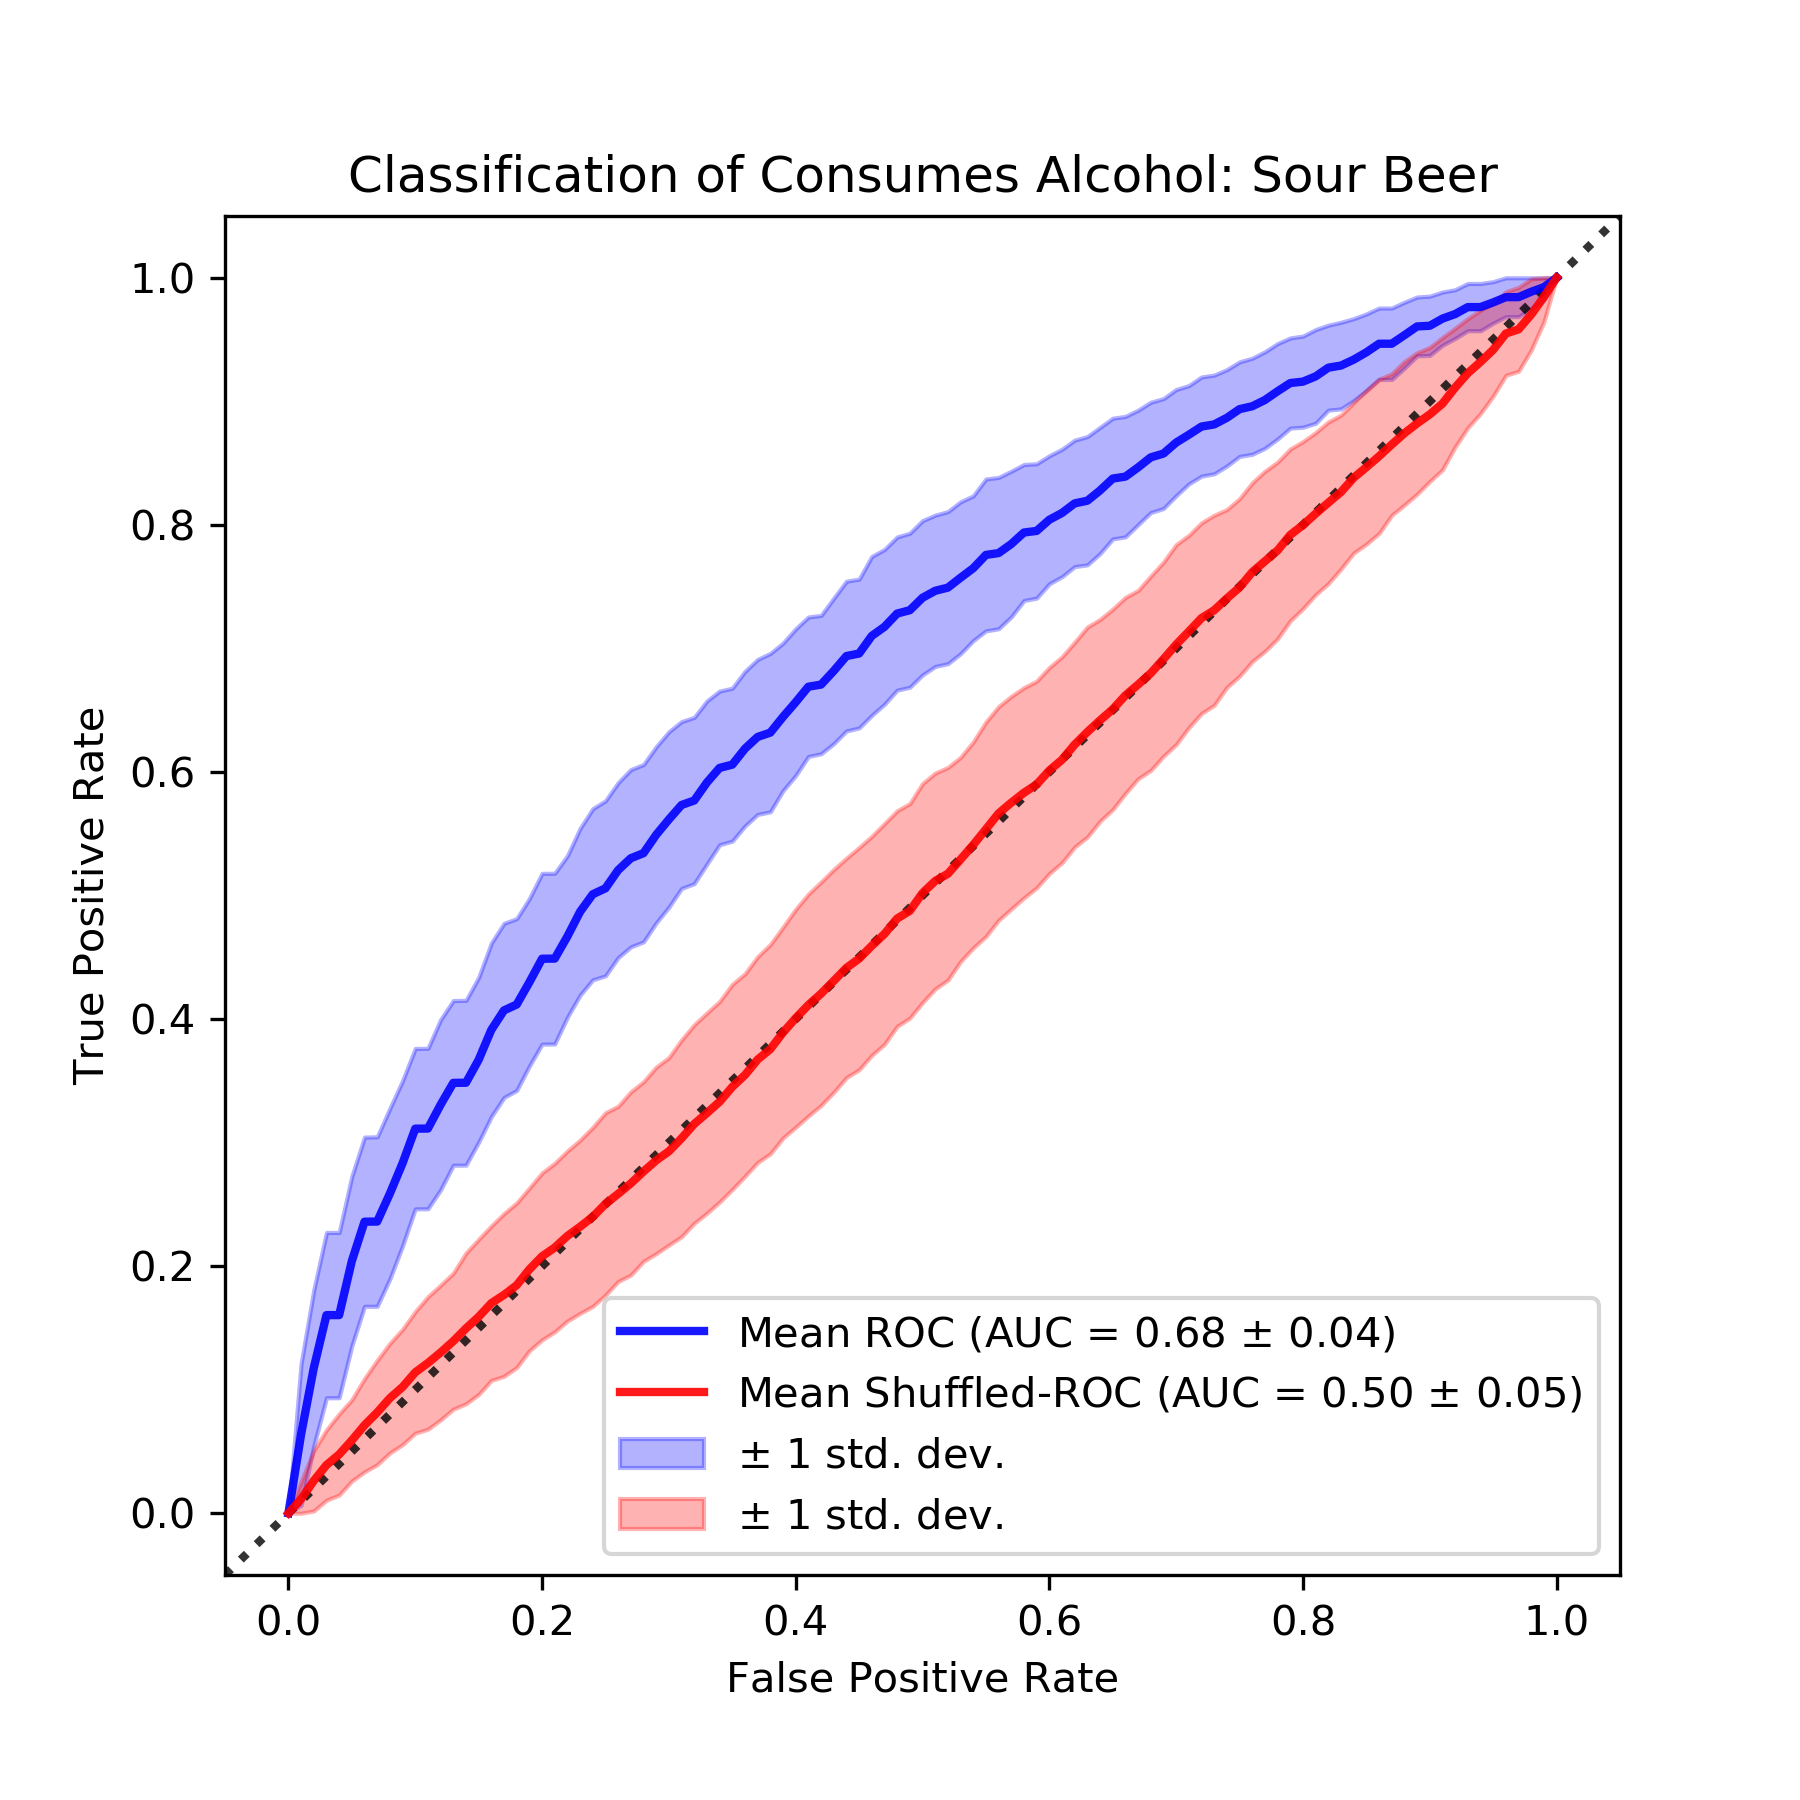 Classification of Consumes Alcohol: Sour Beer
1.0
0.8
0.6
0.4
0.2
0.0
True Positive Rate
Mean ROC (AUC = 0.68 ± 0.04)
Mean Shuffled-ROC (AUC = 0.50 ± 0.05)
± 1 std. dev.
± 1 std. dev.
0.0 0.2 0.4 0.6 0.8 1.0
False Positive Rate